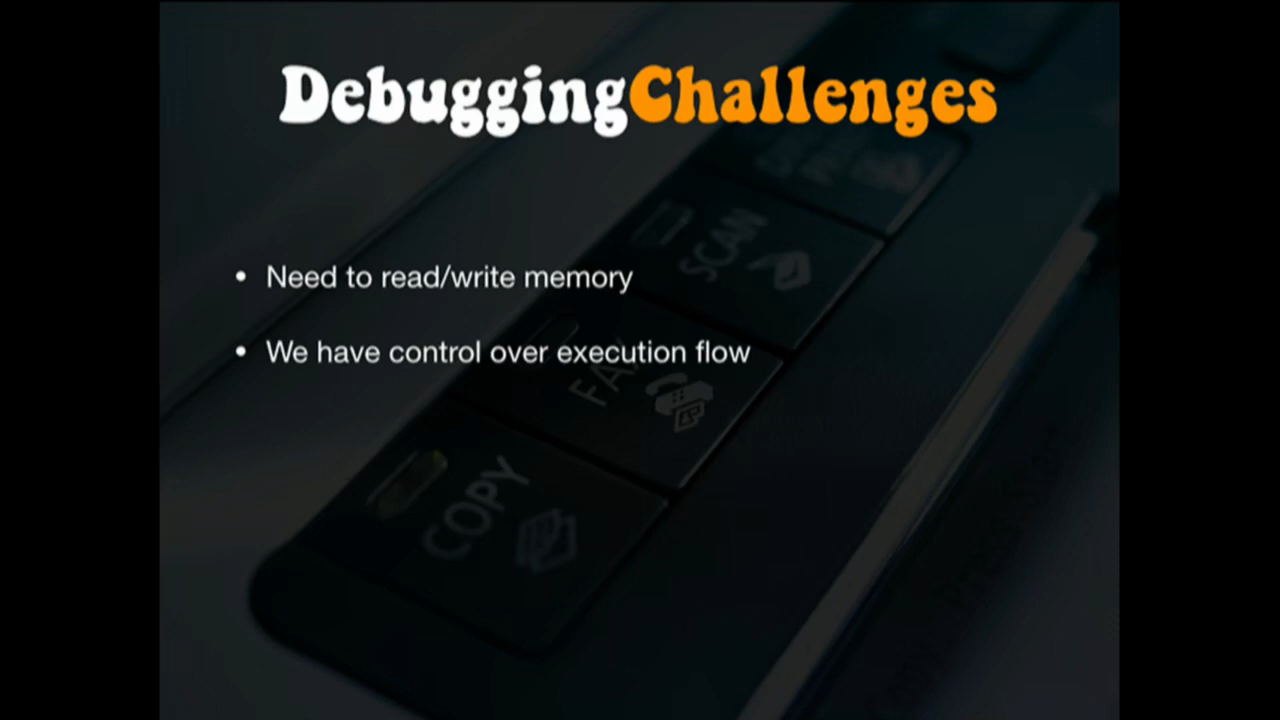 DebuggingChallenges
• Need to read/write memory
• We have control over execution flow
SCAN
FAX
COPY